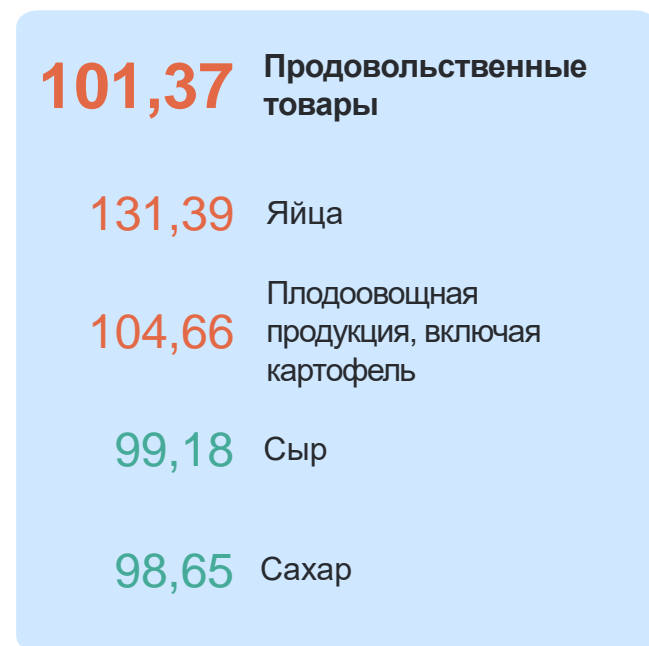 101,37 Продовольственные
товары
131,39 Яйца
Плодоовощная
104,66 продукция, включая
картофель
99,18 Сыр
98,65 Сахар